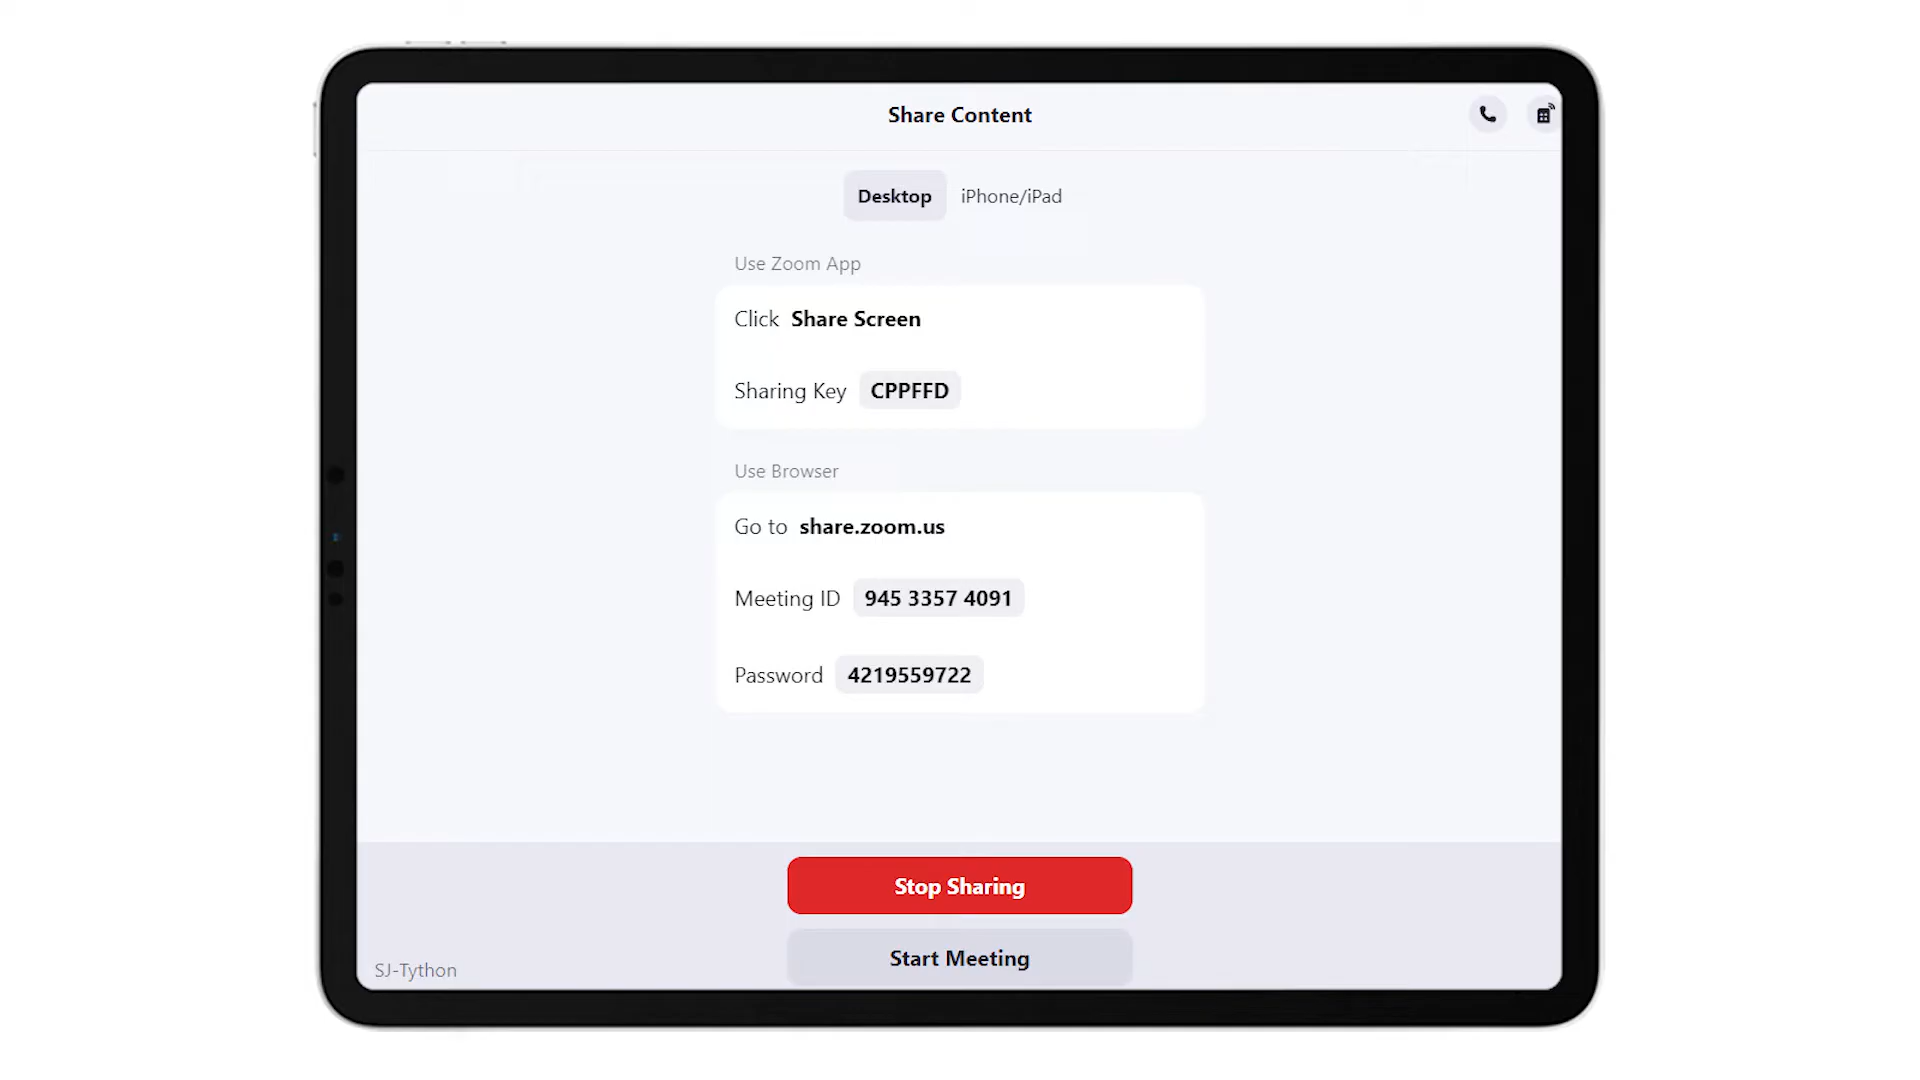 Share Content
Desktop iPhone/iPad
Use Zoom App
Click Share Screen
Sharing Key CPPFFD
Use Browser
Go to share.zoom.us
Meeting ID 945 3357 4091
Password 4219559722
Stop Sharing
Start Meeting
SJ-Tython